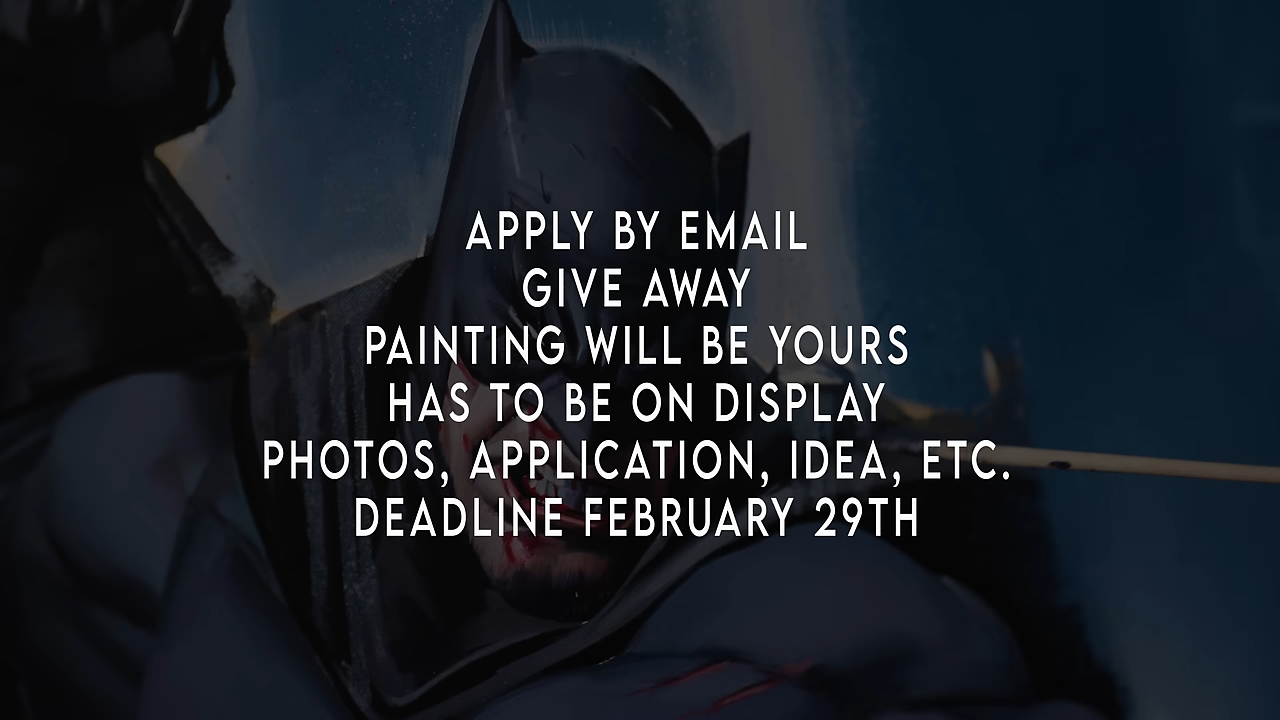 APPLY BY EMAIL
GIVE AWAY
PAINTING WILL BE YOURS
HAS TO BE ON DISPLAY
PHOTOS, APPLICATION, IDEA, ETC.
DEADLINE FEBRUARY 29TH